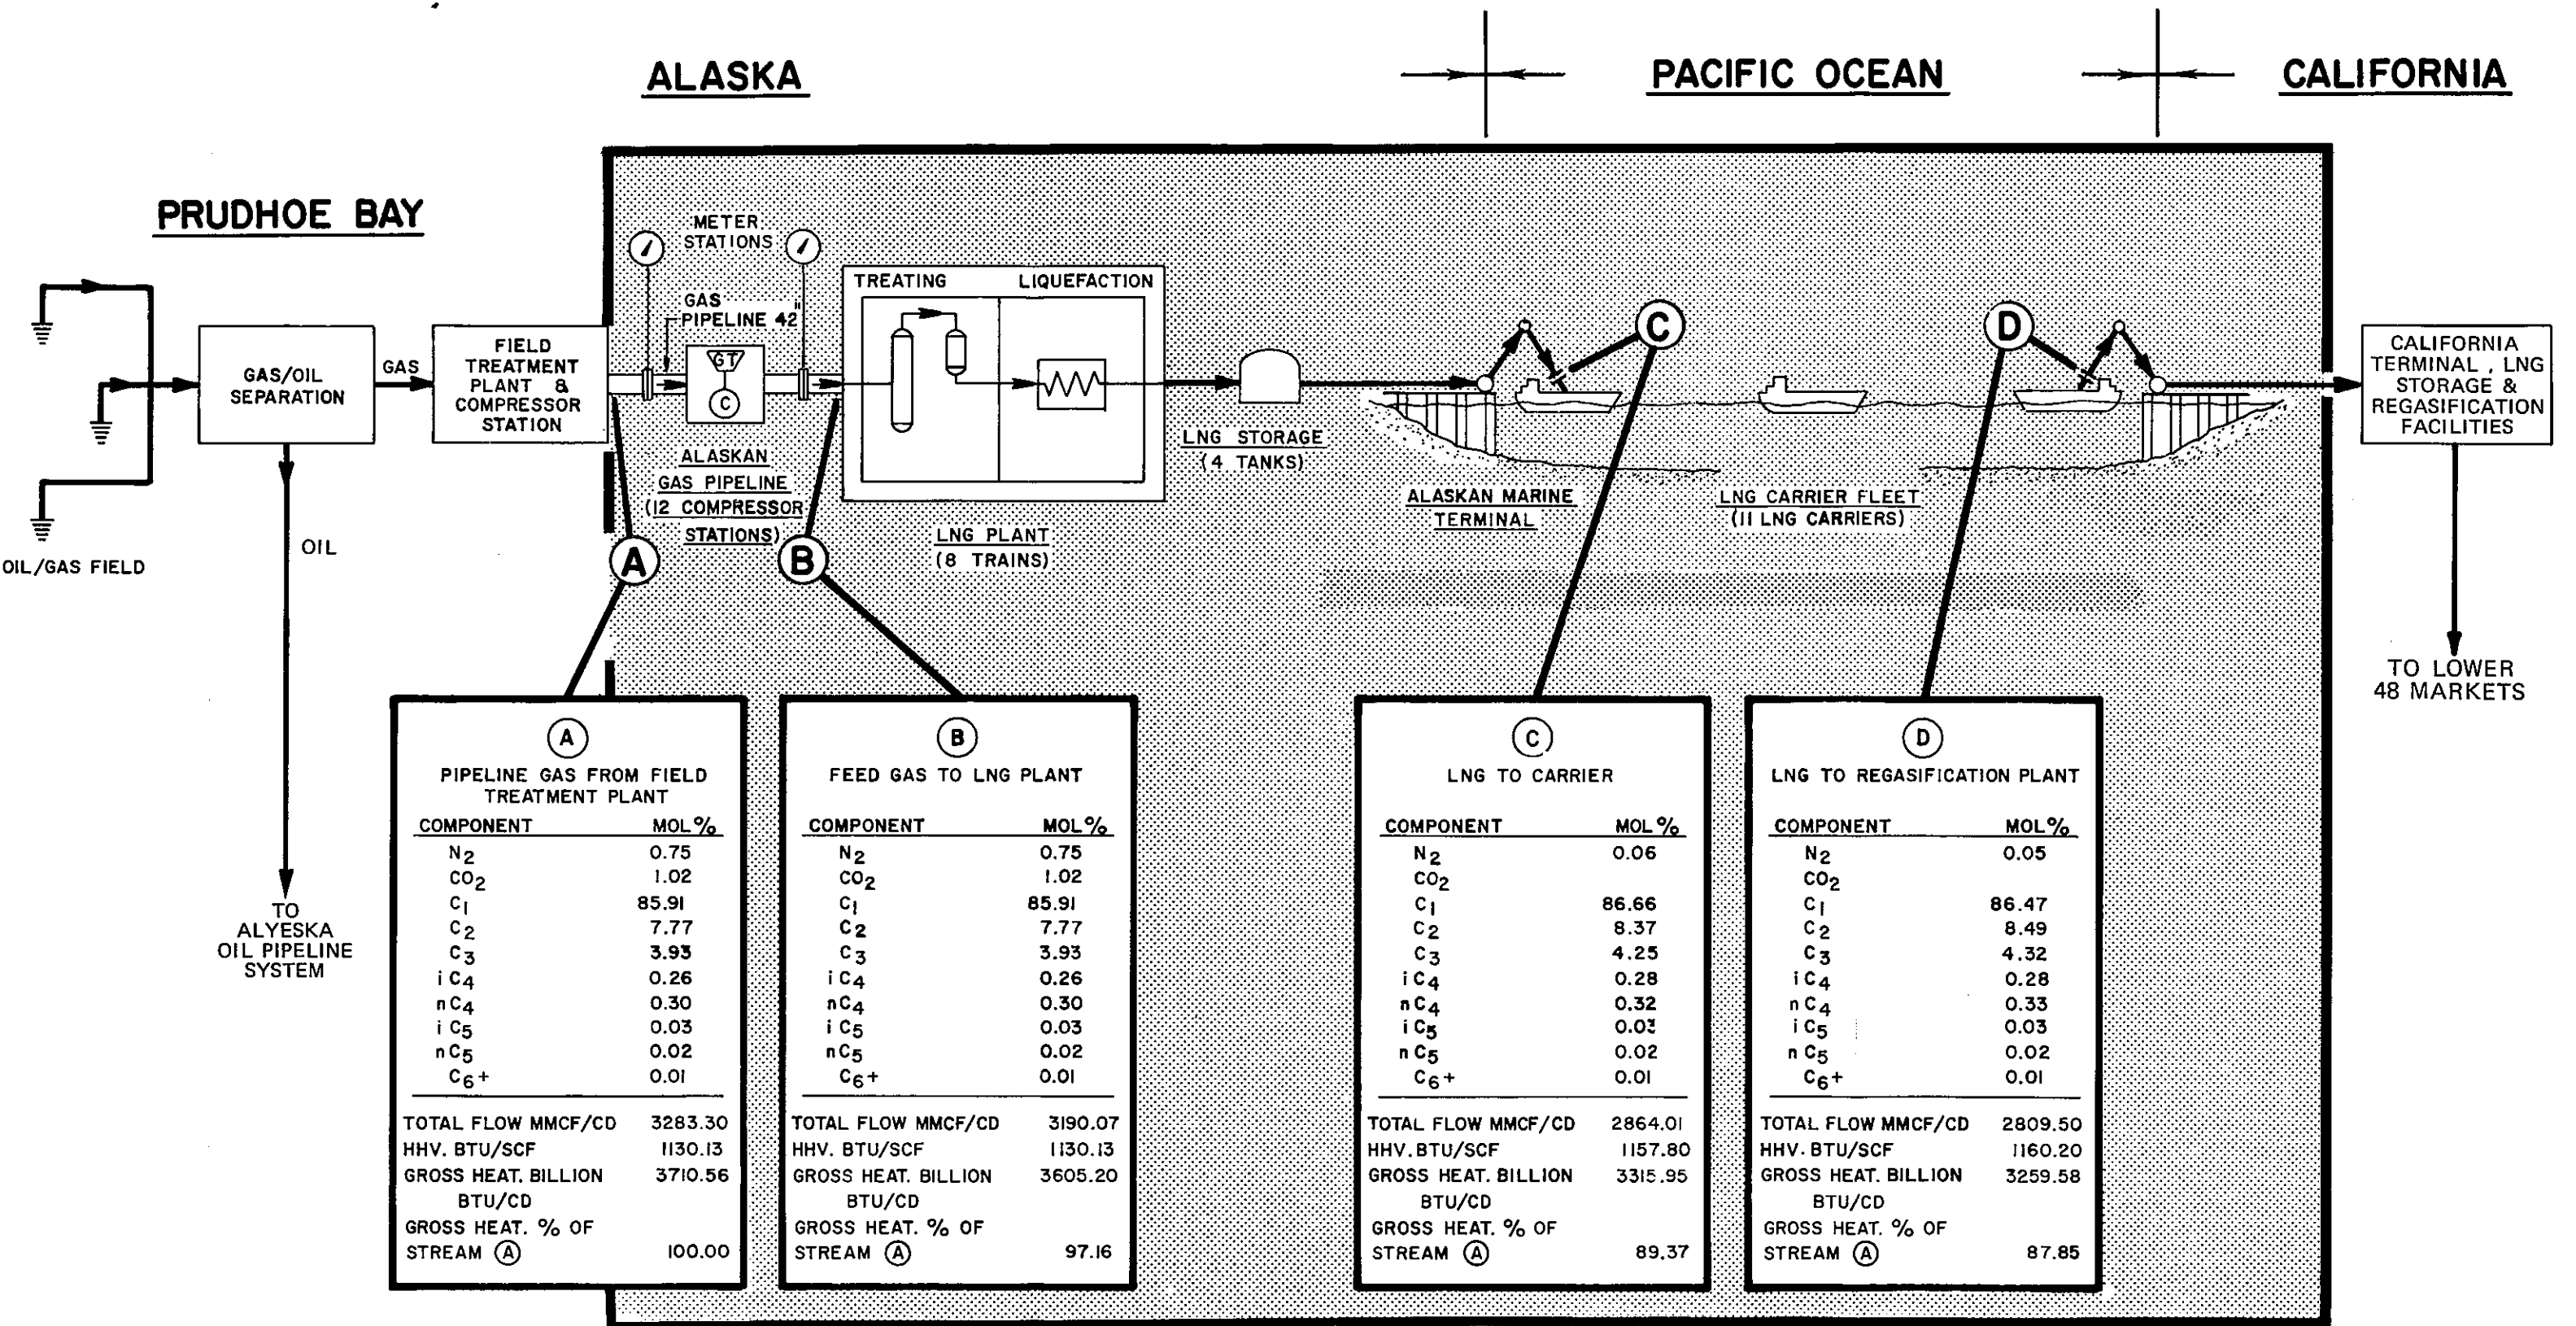 ALASKA
PACIFIC OCEAN
CALIFORNIA
PRUDHOE BAY
OIL/GAS FIELD
GAS/OIL
SEPARATION
GAS
OIL
TO
ALYESKA
OIL PIPELINE
SYSTEM
FIELD
TREATMENT
PLANT &
COMPRESSOR
STATION
METER
STATIONS
GAS
PIPELINE 42"
GT
C
ALASKAN
GAS PIPELINE
(12 COMPRESSOR
STATIONS)
TREATING
LIQUEFACTION
LNG PLANT
(8 TRAINS)
LNG STORAGE
(4 TANKS)
ALASKAN MARINE
TERMINAL
LNG CARRIER FLEET
(11 LNG CARRIERS)
CALIFORNIA
TERMINAL, LNG
STORAGE &
REGASIFICATION
FACILITIES
TO LOWER
48 MARKETS
A
B
C
D
A
PIPELINE GAS FROM FIELD
TREATMENT PLANT
COMPONENT MOL%
N2 0.75
CO2 1.02
C1 85.91
C2 7.77
C3 3.93
iC4 0.26
nC4 0.30
iC5 0.03
nC5 0.02
C6+ 0.01
TOTAL FLOW MMCF/CD 3283.30
HHV. BTU/SCF 1130.13
GROSS HEAT. BILLION 3710.56
BTU/CD
GROSS HEAT. % OF
STREAM A 100.00
B
FEED GAS TO LNG PLANT
COMPONENT MOL%
N2 0.75
CO2 1.02
C1 85.91
C2 7.77
C3 3.93
iC4 0.26
nC4 0.30
iC5 0.03
nC5 0.02
C6+ 0.01
TOTAL FLOW MMCF/CD 3190.07
HHV. BTU/SCF 1130.13
GROSS HEAT. BILLION 3605.20
BTU/CD
GROSS HEAT. % OF
STREAM A 97.16
C
LNG TO CARRIER
COMPONENT MOL%
N2 0.06
CO2
C1 86.66
C2 8.37
C3 4.25
iC4 0.28
nC4 0.32
iC5 0.03
nC5 0.02
C6+ 0.01
TOTAL FLOW MMCF/CD 2864.01
HHV. BTU/SCF 1157.80
GROSS HEAT. BILLION 3315.95
BTU/CD
GROSS HEAT. % OF
STREAM A 89.37
D
LNG TO REGASIFICATION PLANT
COMPONENT MOL%
N2 0.05
CO2
C1 86.47
C2 8.49
C3 4.32
iC4 0.28
nC4 0.33
iC5 0.03
nC5 0.02
C6+ 0.01
TOTAL FLOW MMCF/CD 2809.50
HHV. BTU/SCF 1160.20
GROSS HEAT. BILLION 3259.58
BTU/CD
GROSS HEAT. % OF
STREAM A 87.85